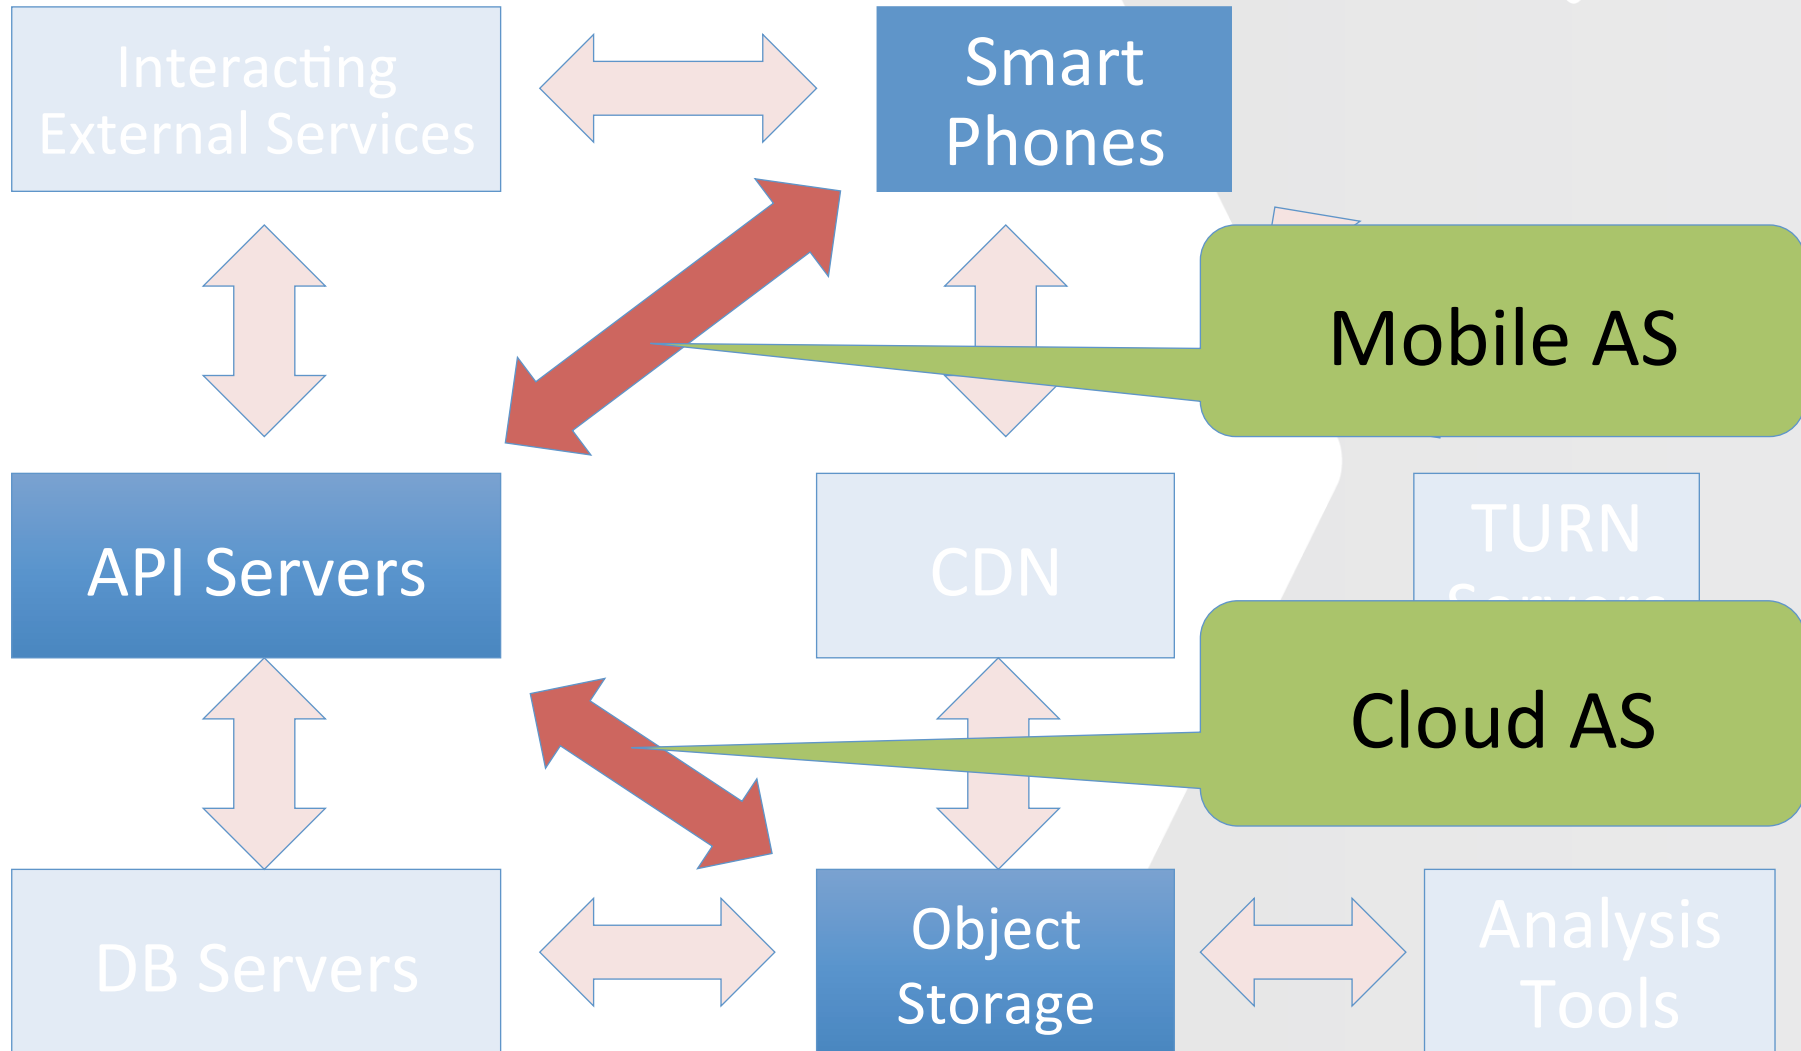 Interacting
External Services
Smart
Phones
Mobile AS
API Servers
CDN
TURN
Servers
Cloud AS
DB Servers
Object
Storage
Analysis
Tools